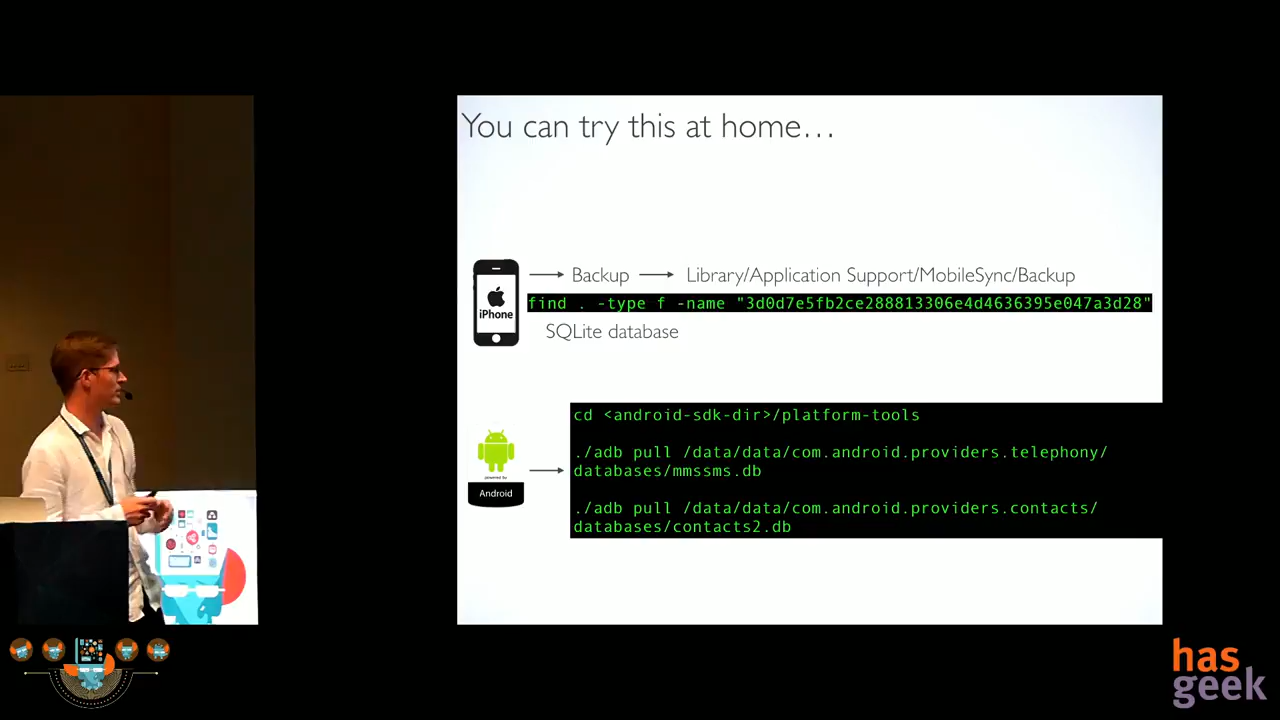 You can try this at home…
Backup
Library/Application Support/MobileSync/Backup
iPhone
find . -type f -name "3d0d7e5fb2ce288813306e4d4636395e047a3d28"
SQLite database
cd <android-sdk-dir>/platform-tools
./adb pull /data/data/com.android.providers.telephony/
databases/mmssms.db
powered by
Android
./adb pull /data/data/com.android.providers.contacts/
databases/contacts2.db
has
geek